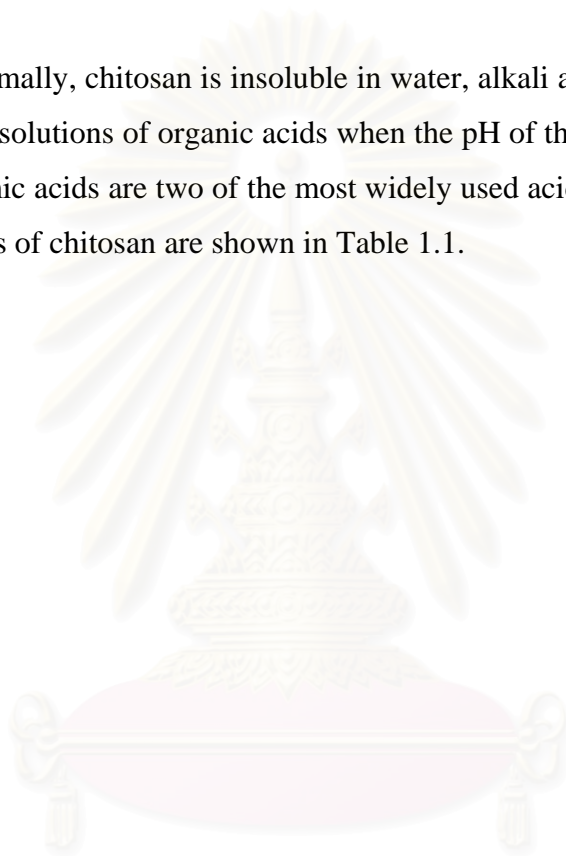 mally, chitosan is insoluble in water, alkali a
solutions of organic acids when the pH of th
nic acids are two of the most widely used acid
s of chitosan are shown in Table 1.1.